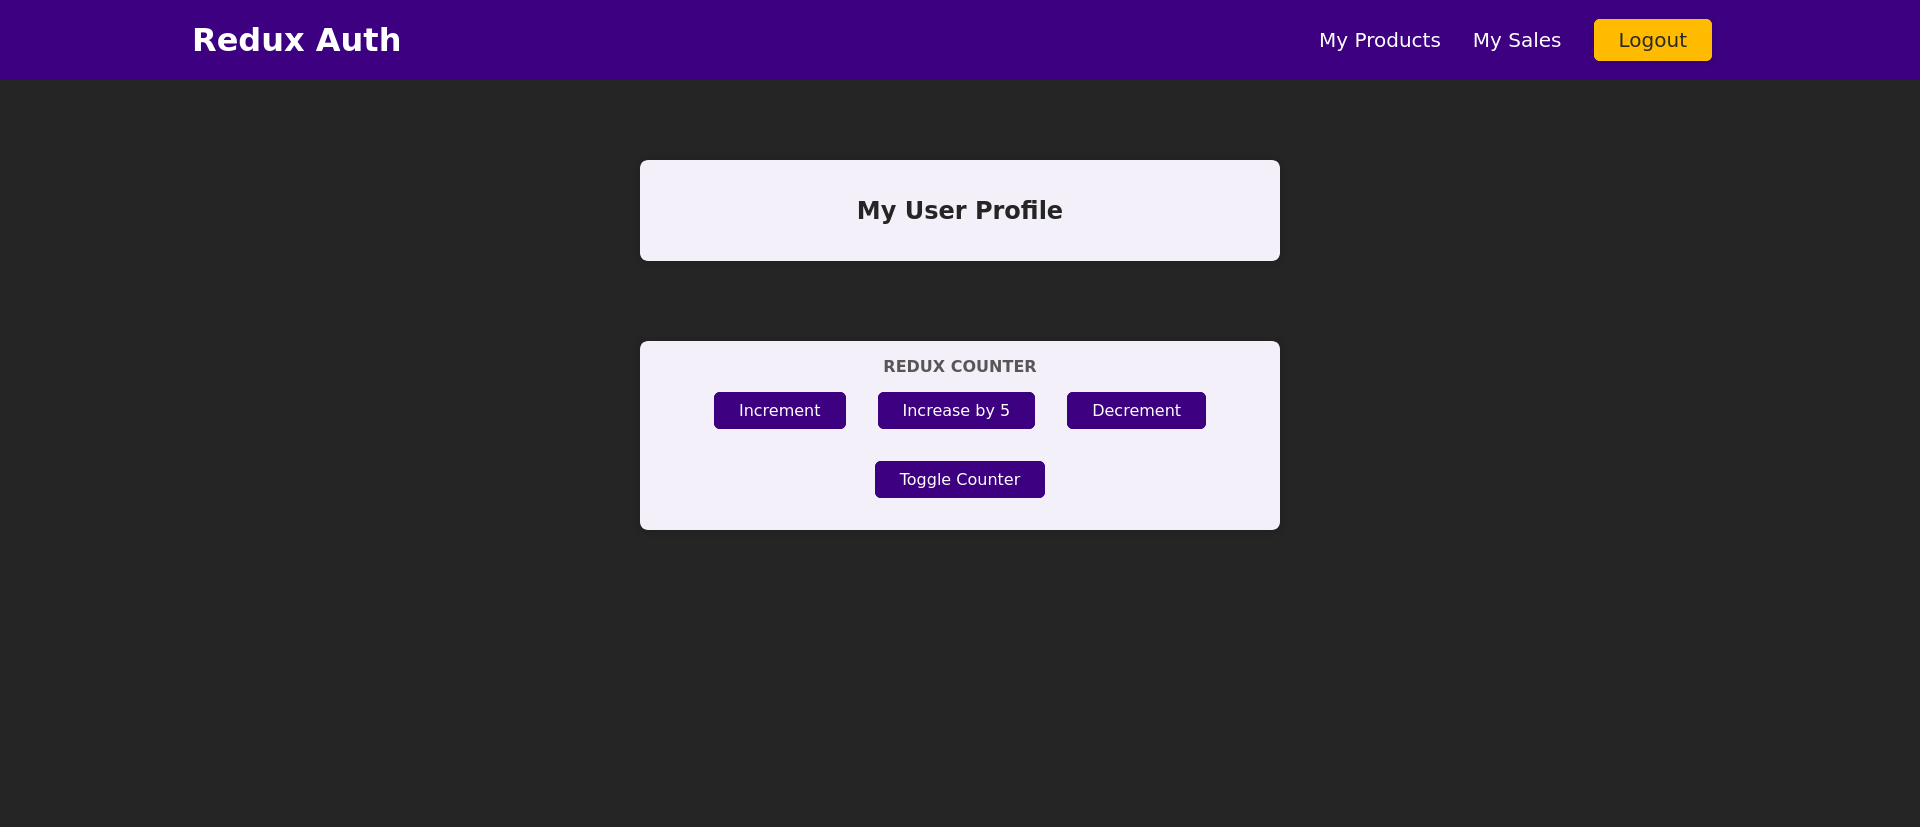 Redux Auth My Products My Sales Logout
My User Profile
REDUX COUNTER
Increment Increase by 5 Decrement
Toggle Counter